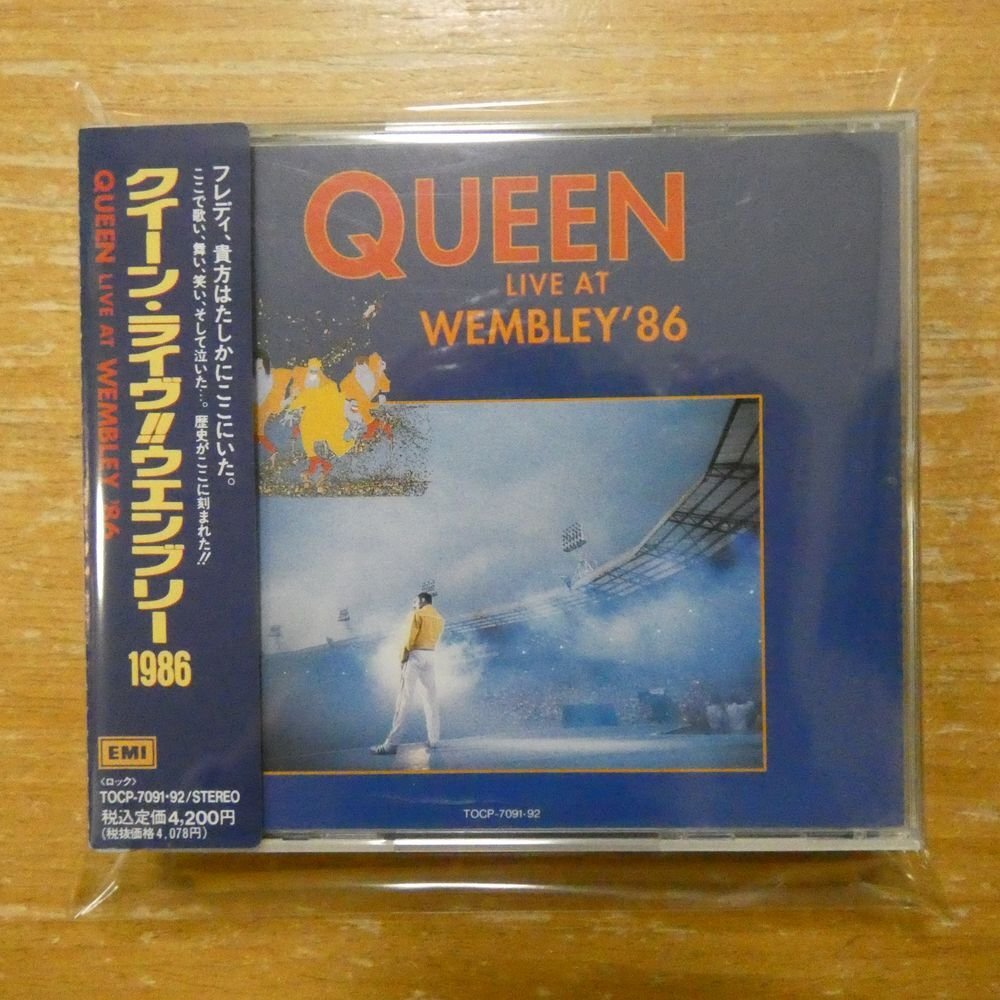 フレディ、貴方はたしかにここにいた。
ここで歌い、舞い、笑い、そして泣いた…。歴史がここに刻まれた!!
クイーン・ライヴ!!ウエンブリー
1986
QUEEN LIVE AT WEMBLEY '86
EMI
〈ロック〉
TOCP-7091・92/STEREO
税込定価4,200円
(税抜価格4,078円)
QUEEN
LIVE AT
WEMBLEY'86
TOCP-7091·92